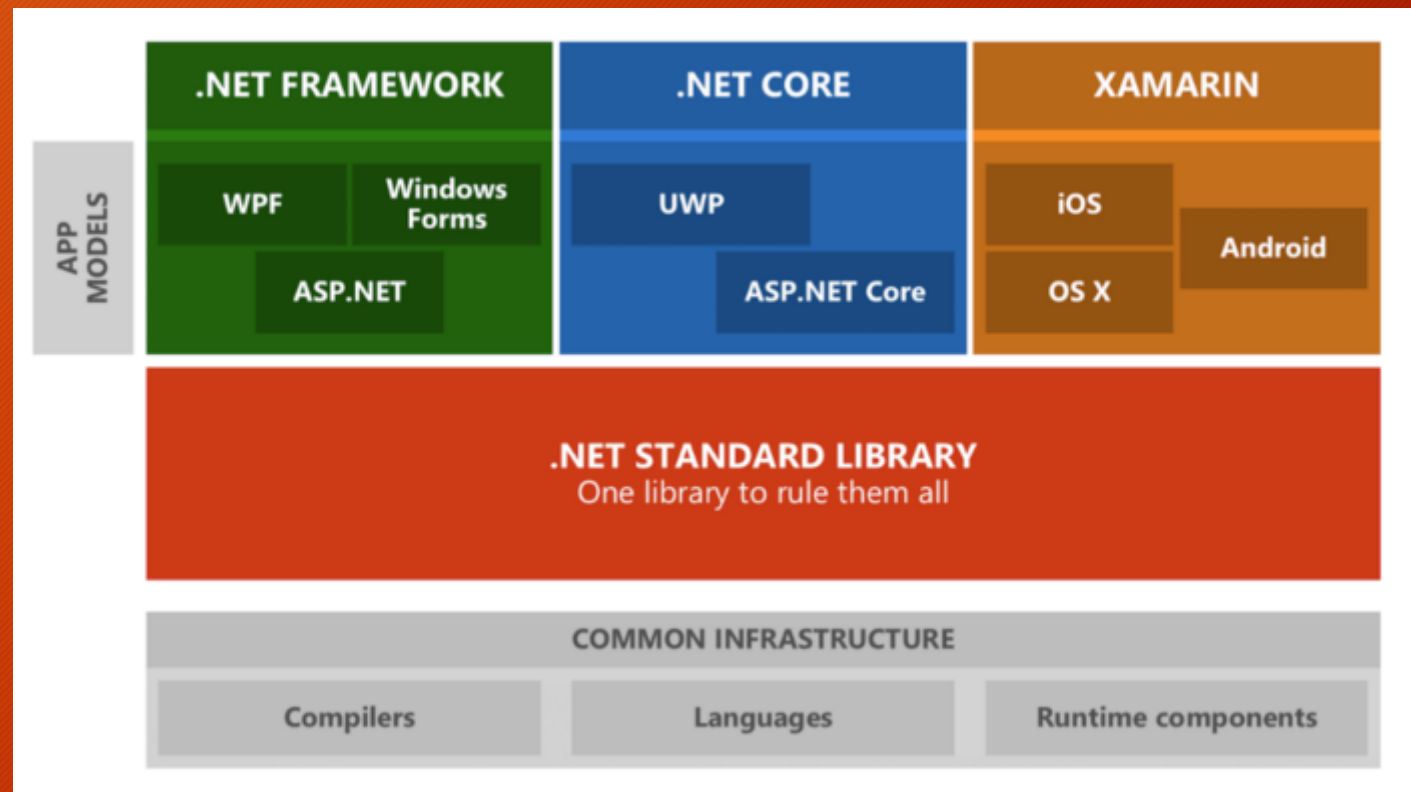 .NET FRAMEWORK
.NET CORE
XAMARIN
APP
MODELS
WPF
Windows
Forms
ASP.NET
UWP
ASP.NET Core
iOS
Android
OS X
.NET STANDARD LIBRARY
One library to rule them all
COMMON INFRASTRUCTURE
Compilers
Languages
Runtime components